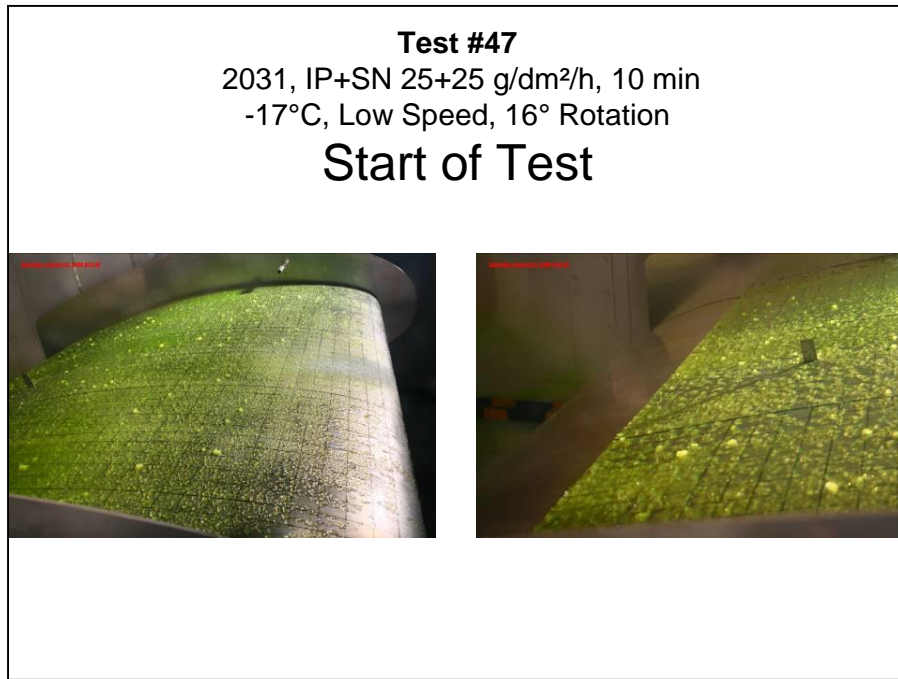 Test #47
2031, IP+SN 25+25 g/dm²/h, 10 min
-17°C, Low Speed, 16° Rotation
Start of Test